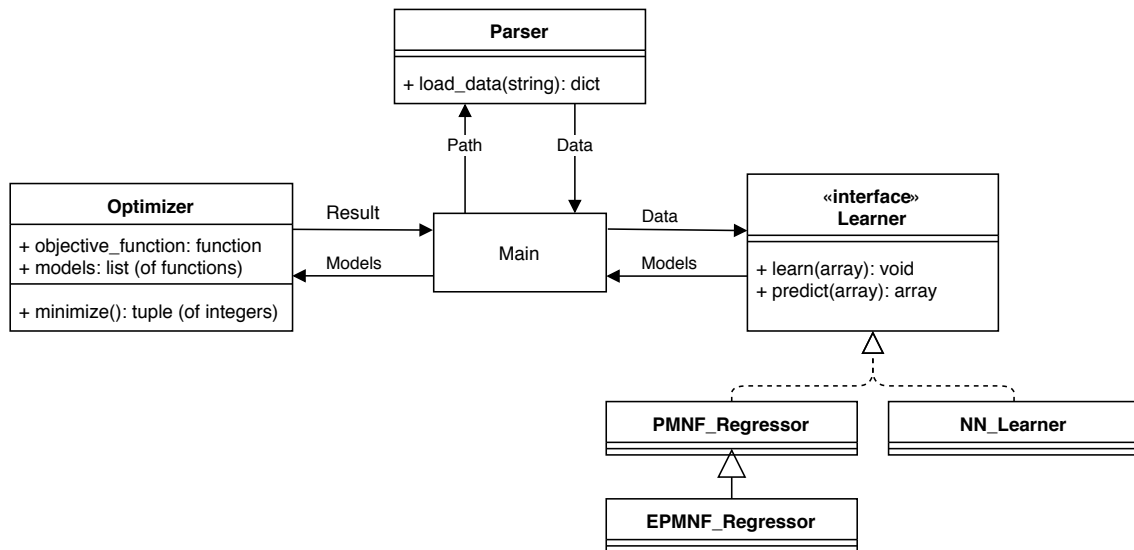 Parser
+ load_data(string): dict
Path
Data
Optimizer
+ objective_function: function
+ models: list (of functions)
+ minimize(): tuple (of integers)
Result
Models
Main
Data
Models
«interface»
Learner
+ learn(array): void
+ predict(array): array
PMNF_Regressor
NN_Learner
EPMNF_Regressor